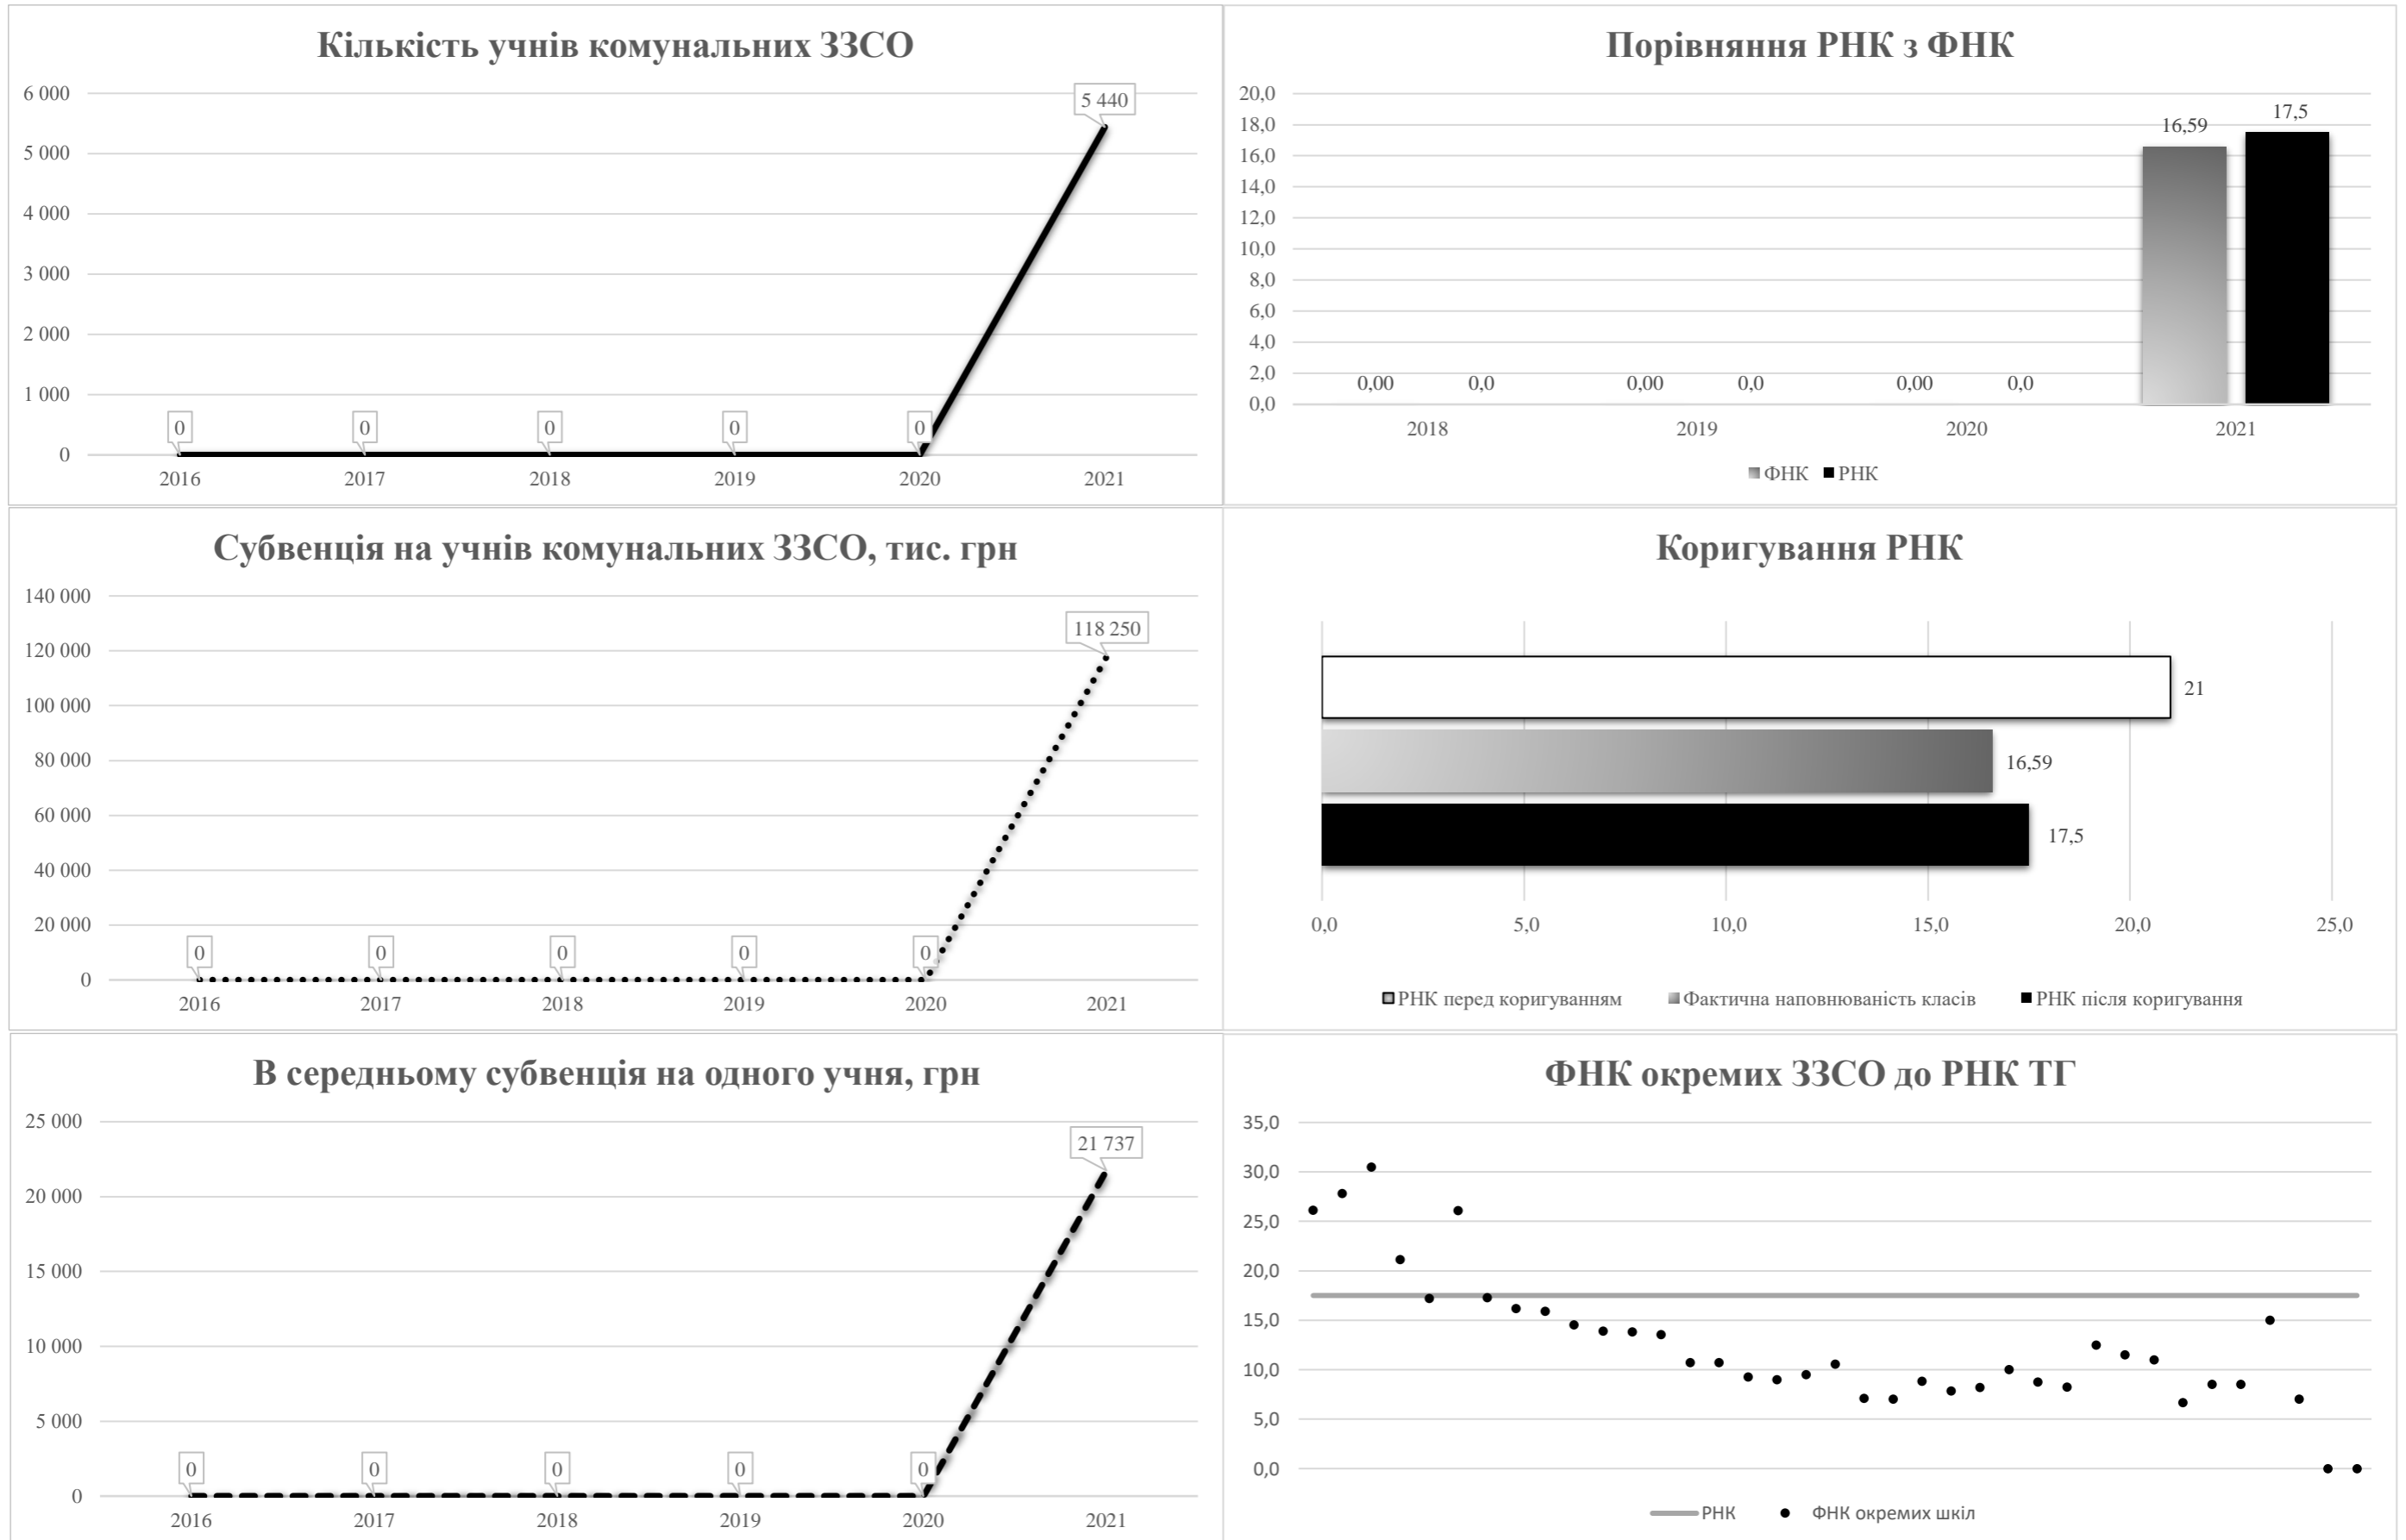 Кількість учнів комунальних ЗЗСО
6 000
5 000
4 000
3 000
2 000
1 000
0
5 440
0 0 0 0 0
2016 2017 2018 2019 2020 2021
Порівняння РНК з ФНК
20,0
18,0
16,0
14,0
12,0
10,0
8,0
6,0
4,0
2,0
0,0
16,59 17,5
0,00 0,0 0,00 0,0 0,00 0,0
2018 2019 2020 2021
ФНК РНК
Субвенція на учнів комунальних ЗЗСО, тис. грн
140 000
120 000
100 000
80 000
60 000
40 000
20 000
0
118 250
0 0 0 0 0
2016 2017 2018 2019 2020 2021
Коригування РНК
21
16,59
17,5
0,0 5,0 10,0 15,0 20,0 25,0
РНК перед коригуванням Фактична наповнюваність класів РНК після коригування
В середньому субвенція на одного учня, грн
25 000
20 000
15 000
10 000
5 000
0
21 737
0 0 0 0 0
2016 2017 2018 2019 2020 2021
ФНК окремих ЗЗСО до РНК ТГ
35,0
30,0
25,0
20,0
15,0
10,0
5,0
0,0
РНК ФНК окремих шкіл